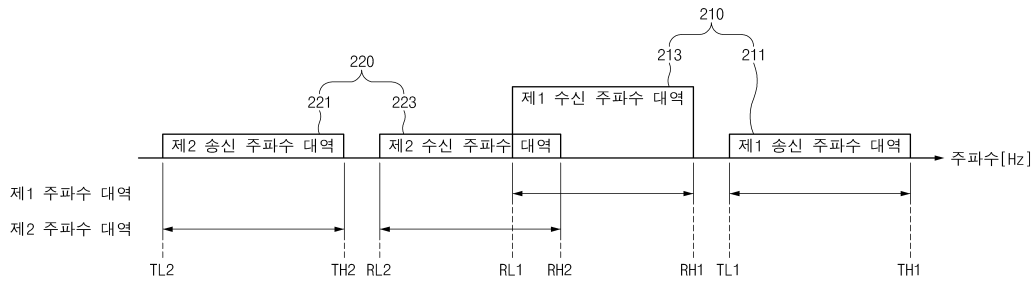 210
213
211
220
221
223
제1 수신 주파수 대역
제2 송신 주파수 대역
제2 수신 주파수 대역
제1 송신 주파수 대역
주파수[Hz]
제1 주파수 대역
제2 주파수 대역
TL2
TH2
RL2
RL1
RH2
RH1
TL1
TH1